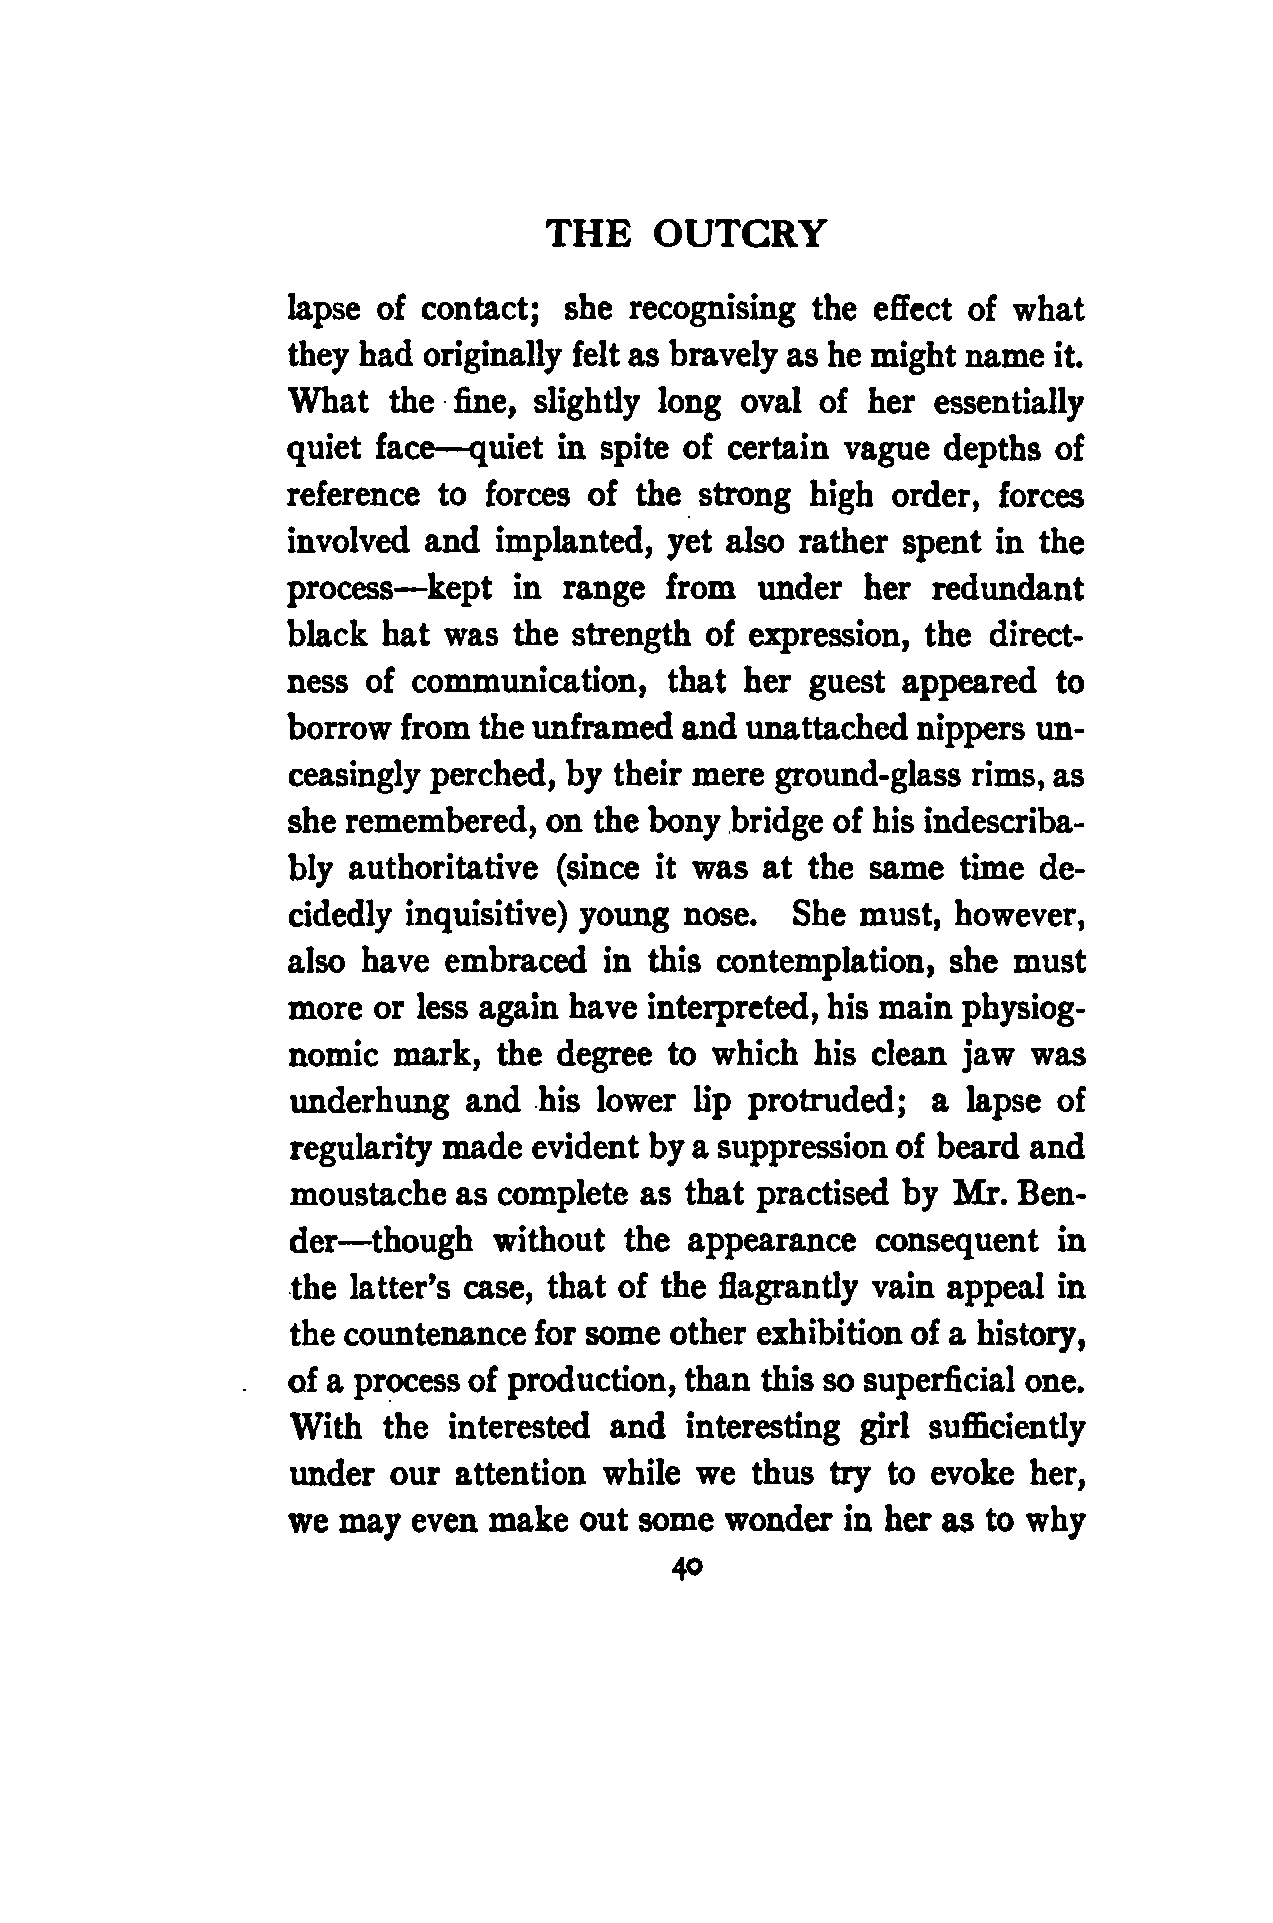 THE OUTCRY
lapse of contact; she recognising the effect of what
they had originally felt as bravely as he might name it.
What the fine, slightly long oval of her essentially
quiet face—quiet in spite of certain vague depths of
reference to forces of the strong high order, forces
involved and implanted, yet also rather spent in the
process—kept in range from under her redundant
black hat was the strength of expression, the direct-
ness of communication, that her guest appeared to
borrow from the unframed and unattached nippers un-
ceasingly perched, by their mere ground-glass rims, as
she remembered, on the bony bridge of his indescriba-
bly authoritative (since it was at the same time de-
cidedly inquisitive) young nose. She must, however,
also have embraced in this contemplation, she must
more or less again have interpreted, his main physiog-
nomic mark, the degree to which his clean jaw was
underhung and his lower lip protruded; a lapse of
regularity made evident by a suppression of beard and
moustache as complete as that practised by Mr. Ben-
der—though without the appearance consequent in
the latter's case, that of the flagrantly vain appeal in
the countenance for some other exhibition of a history,
of a process of production, than this so superficial one.
With the interested and interesting girl sufficiently
under our attention while we thus try to evoke her,
we may even make out some wonder in her as to why
40